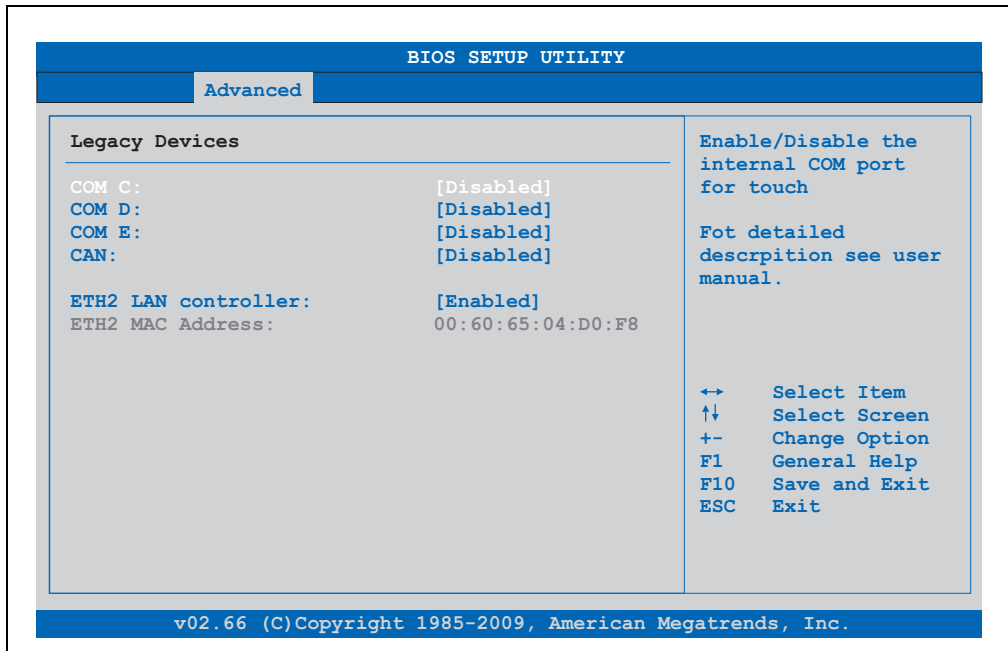 BIOS SETUP UTILITY
Advanced
Legacy Devices
COM C: [Disabled]
COM D: [Disabled]
COM E: [Disabled]
CAN: [Disabled]
ETH2 LAN controller: [Enabled]
ETH2 MAC Address: 00:60:65:04:D0:F8
Enable/Disable the
internal COM port
for touch
Fot detailed
descrpition see user
manual.
↔ Select Item
↑↓ Select Screen
+- Change Option
F1 General Help
F10 Save and Exit
ESC Exit
v02.66 (C)Copyright 1985-2009, American Megatrends, Inc.